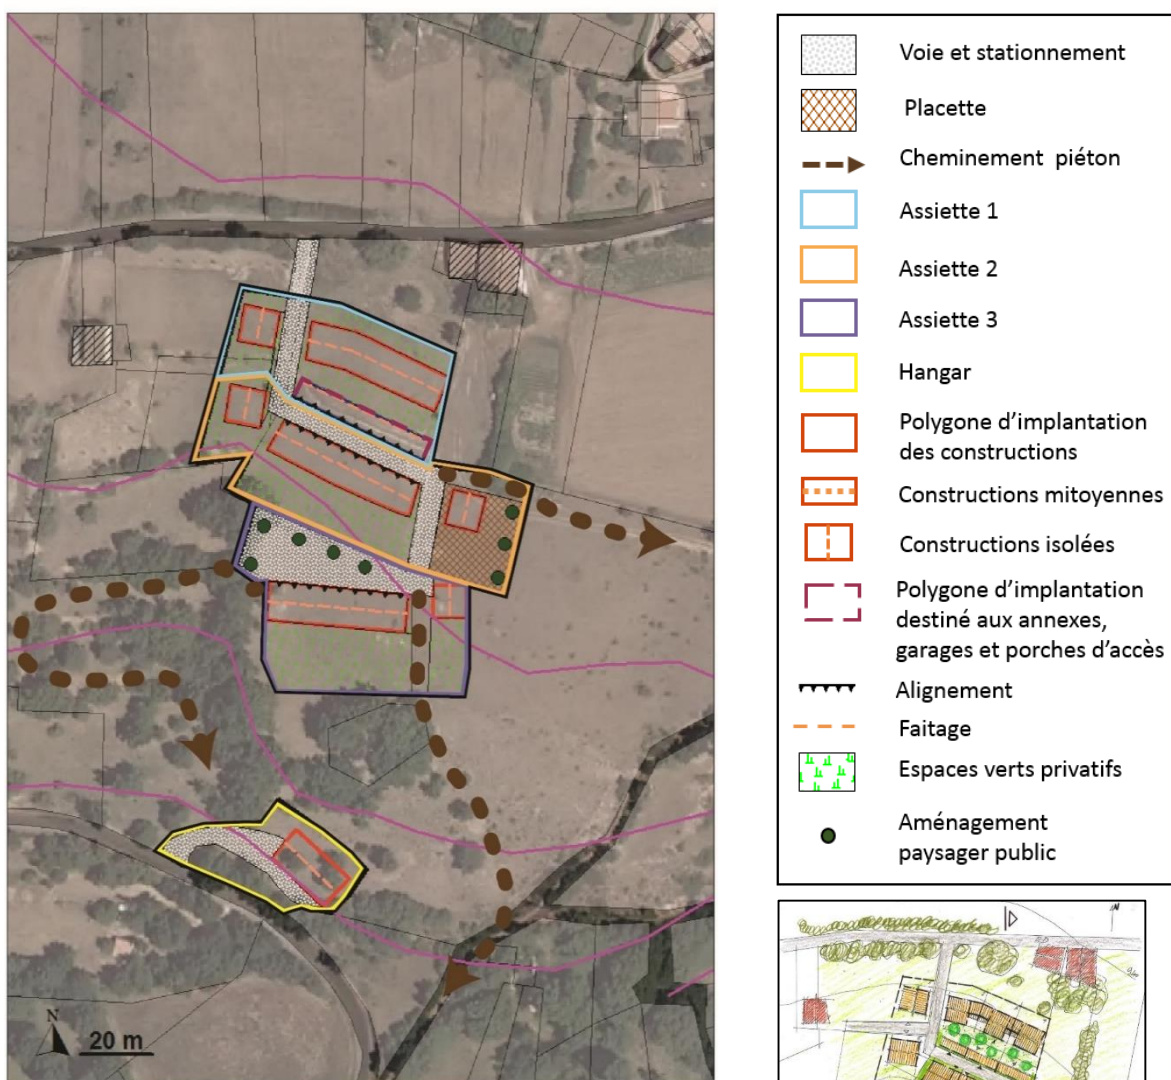 Voie et stationnement
Placette
Cheminement piéton
Assiette 1
Assiette 2
Assiette 3
Hangar
Polygone d'implantation
des constructions
Constructions mitoyennes
Constructions isolées
Polygone d'implantation
destiné aux annexes,
garages et porches d'accès
Alignement
Faitage
Espaces verts privatifs
Aménagement
paysager public
N
20 m
N